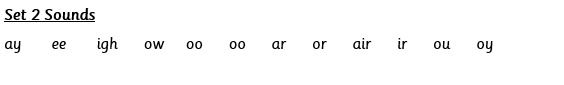 Set 2 Sounds
ay ee igh ow oo oo ar or air ir ou oy